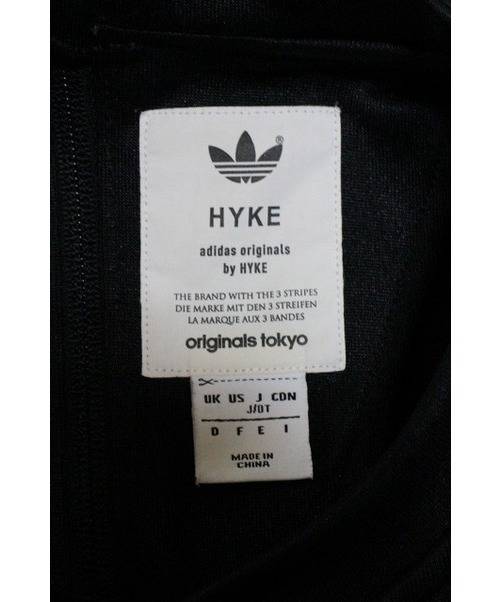 ®
HYKE
adidas originals
by HYKE
THE BRAND WITH THE 3 STRIPES
DIE MARKE MIT DEN 3 STREIFEN
LA MARQUE AUX 3 BANDES
originals tokyo
UK US J CDN
J/OT
D F E I
MADE IN
CHINA